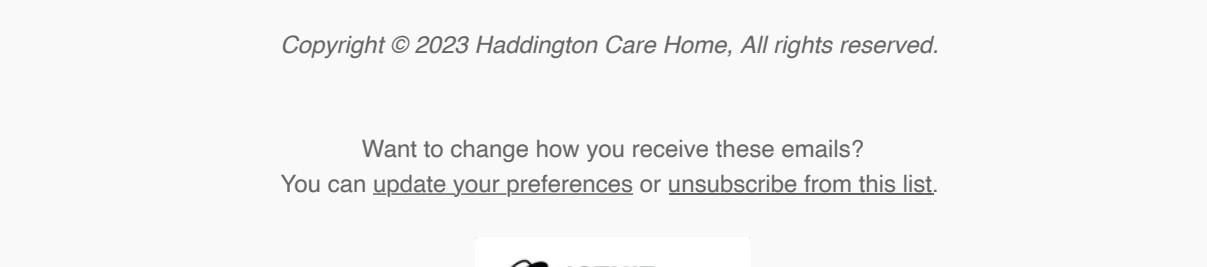 Copyright © 2023 Haddington Care Home, All rights reserved.
Want to change how you receive these emails?
You can update your preferences or unsubscribe from this list.